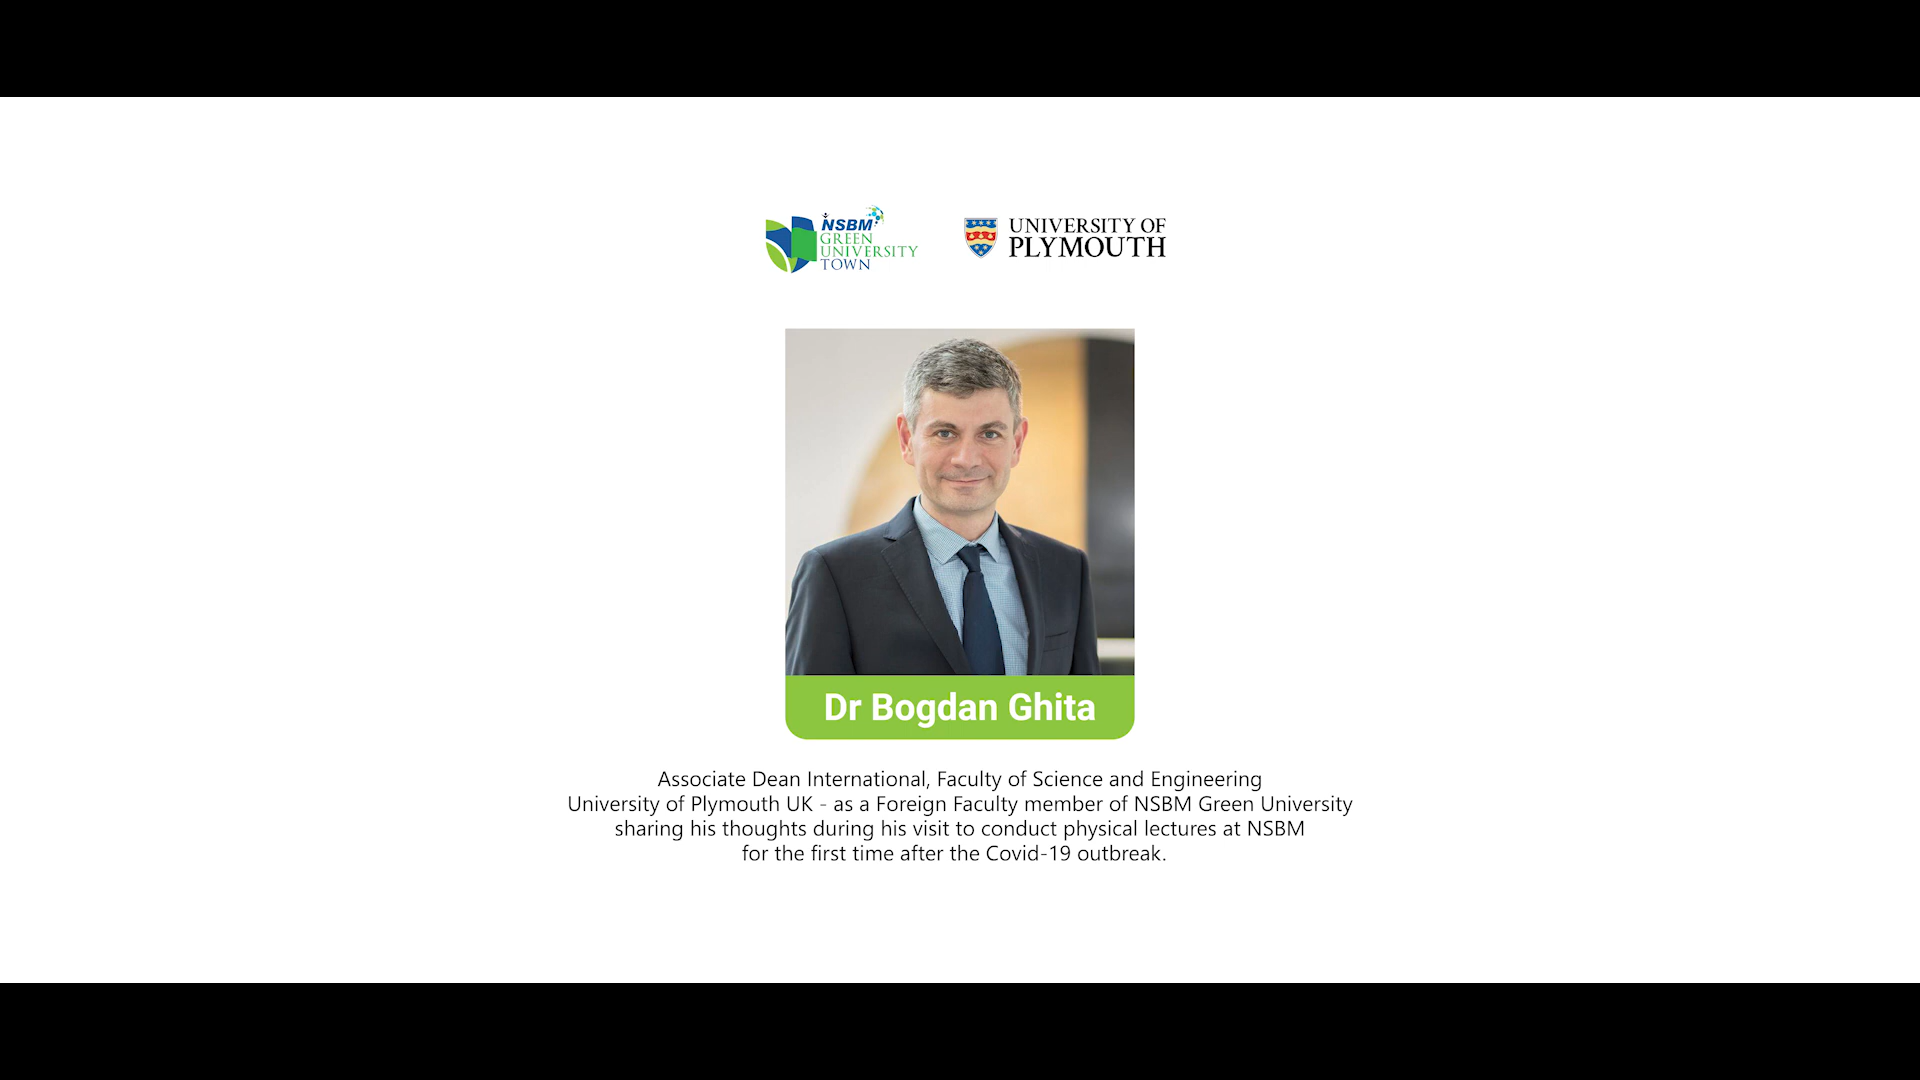 NSBM
GREEN
UNIVERSITY
TOWN
UNIVERSITY OF
PLYMOUTH
Dr Bogdan Ghita
Associate Dean International, Faculty of Science and Engineering
University of Plymouth UK - as a Foreign Faculty member of NSBM Green University
sharing his thoughts during his visit to conduct physical lectures at NSBM
for the first time after the Covid-19 outbreak.